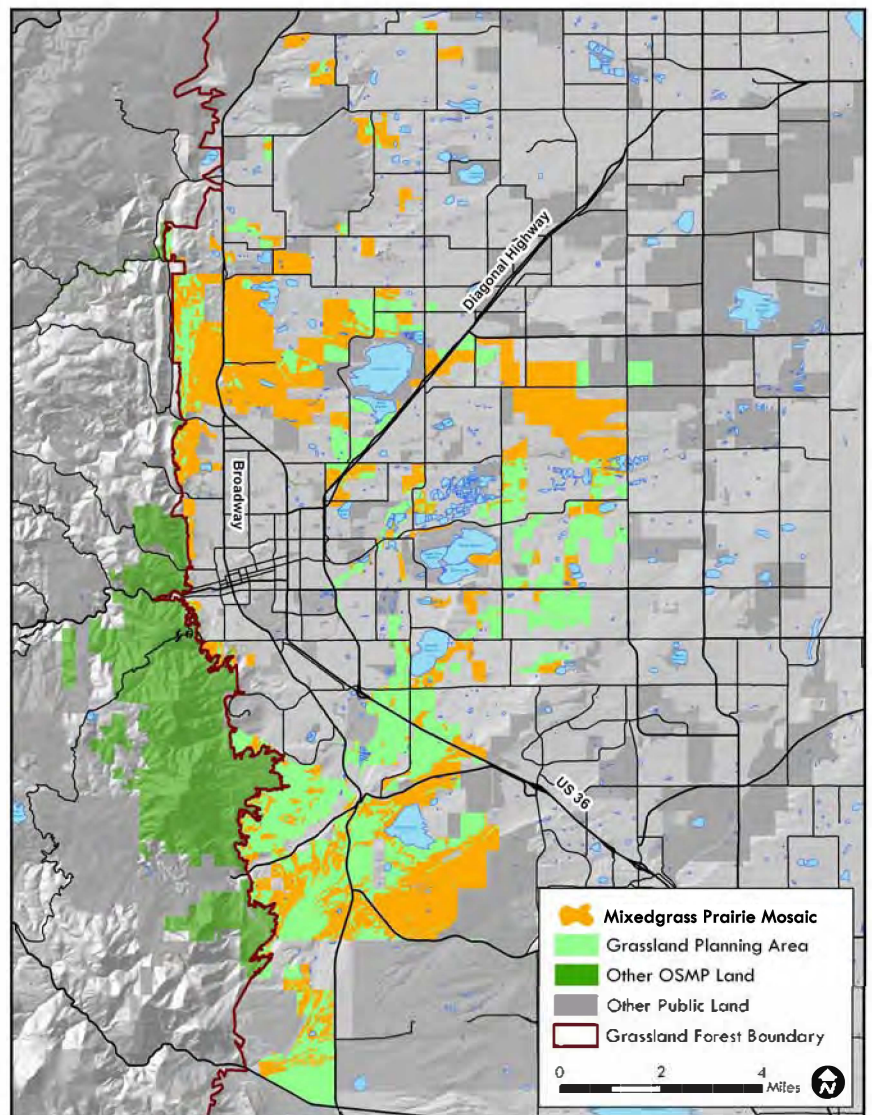 Diagonal Highway
Broadway
US 36
Mixedgrass Prairie Mosaic
Grassland Planning Area
Other OSMP Land
Other Public Land
Grassland Forest Boundary
0 2 4
Miles
N